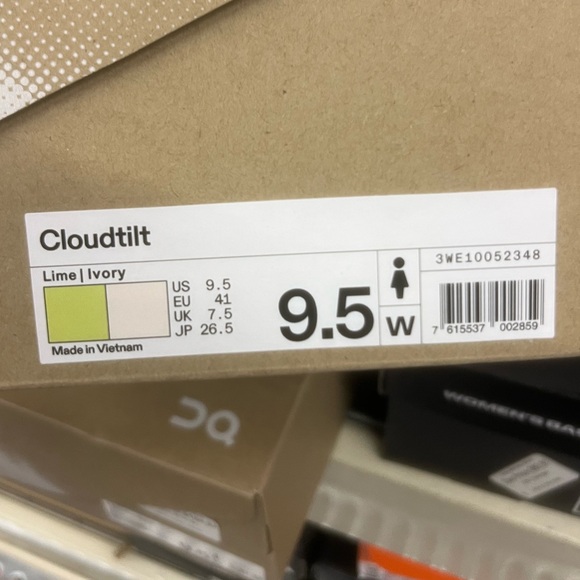 Cloudtilt
Lime | Ivory
3WE10052348
US 9.5
EU 41
UK 7.5
JP 26.5
9.5
W
7 615537 002859
Made in Vietnam
WOMEN'S